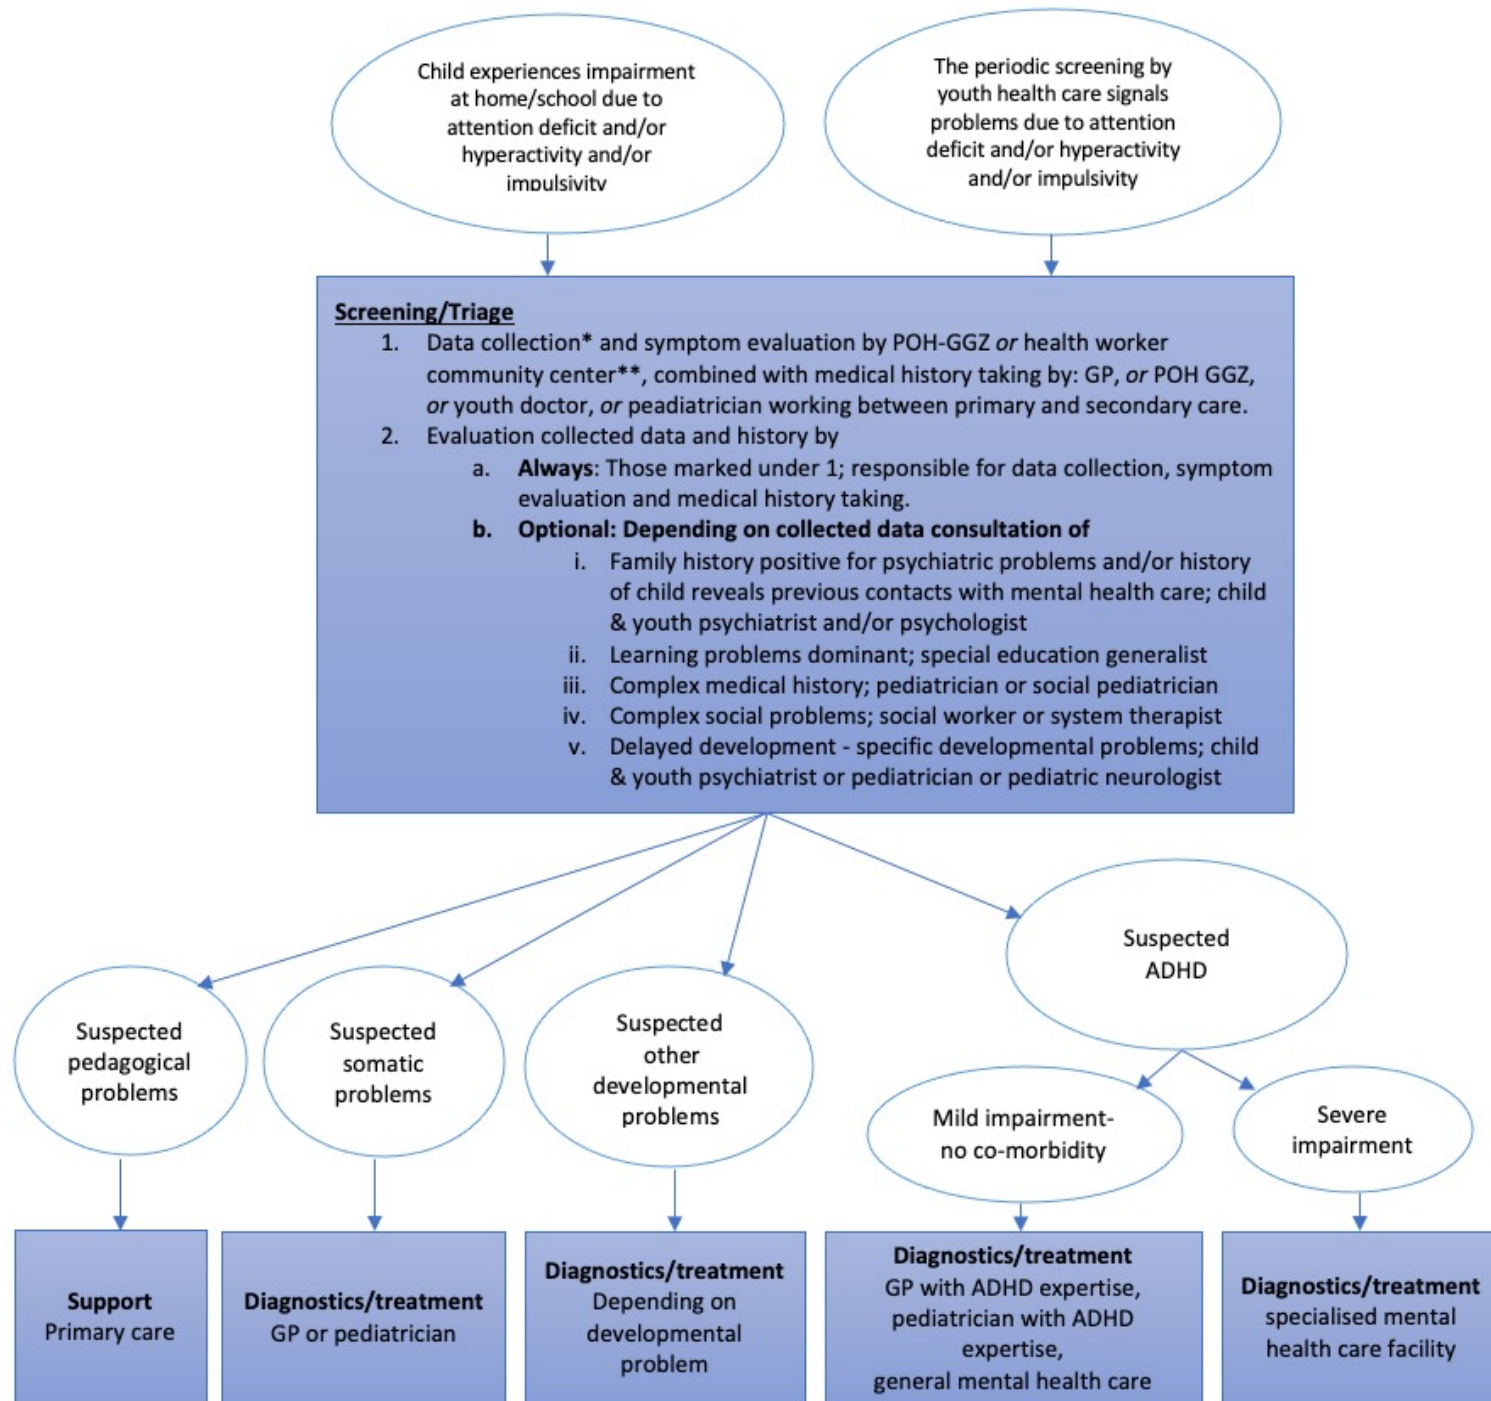 Child experiences impairment
at home/school due to
attention deficit and/or
hyperactivity and/or
impulsivity
The periodic screening by
youth health care signals
problems due to attention
deficit and/or hyperactivity
and/or impulsivity
Screening/Triage
1. Data collection* and symptom evaluation by POH-GGZ or health worker
community center**, combined with medical history taking by: GP, or POH GGZ,
or youth doctor, or peadiatrician working between primary and secondary care.
2. Evaluation collected data and history by
a. Always: Those marked under 1; responsible for data collection, symptom
evaluation and medical history taking.
b. Optional: Depending on collected data consultation of
i. Family history positive for psychiatric problems and/or history
of child reveals previous contacts with mental health care; child
& youth psychiatrist and/or psychologist
ii. Learning problems dominant; special education generalist
iii. Complex medical history; pediatrician or social pediatrician
iv. Complex social problems; social worker or system therapist
v. Delayed development - specific developmental problems; child
& youth psychiatrist or pediatrician or pediatric neurologist
Suspected
pedagogical
problems
Suspected
somatic
problems
Suspected
other
developmental
problems
Suspected
ADHD
Mild impairment-
no co-morbidity
Severe
impairment
Support
Primary care
Diagnostics/treatment
GP or pediatrician
Diagnostics/treatment
Depending on
developmental
problem
Diagnostics/treatment
GP with ADHD expertise,
pediatrician with ADHD
expertise,
general mental health care
Diagnostics/treatment
specialised mental
health care facility